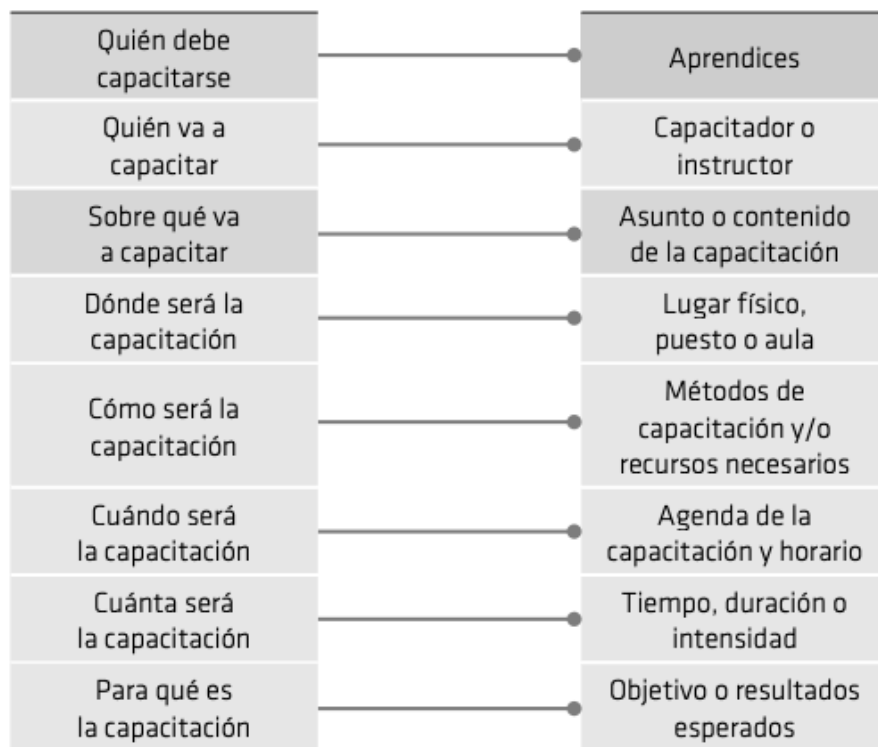 Quién debe
capacitarse
Aprendices
Quién va a
capacitar
Capacitador o
instructor
Sobre qué va
a capacitar
Asunto o contenido
de la capacitación
Dónde será la
capacitación
Lugar físico,
puesto o aula
Cómo será la
capacitación
Métodos de
capacitación y/o
recursos necesarios
Cuándo será
la capacitación
Agenda de la
capacitación y horario
Cuánta será
la capacitación
Tiempo, duración o
intensidad
Para qué es
la capacitación
Objetivo o resultados
esperados